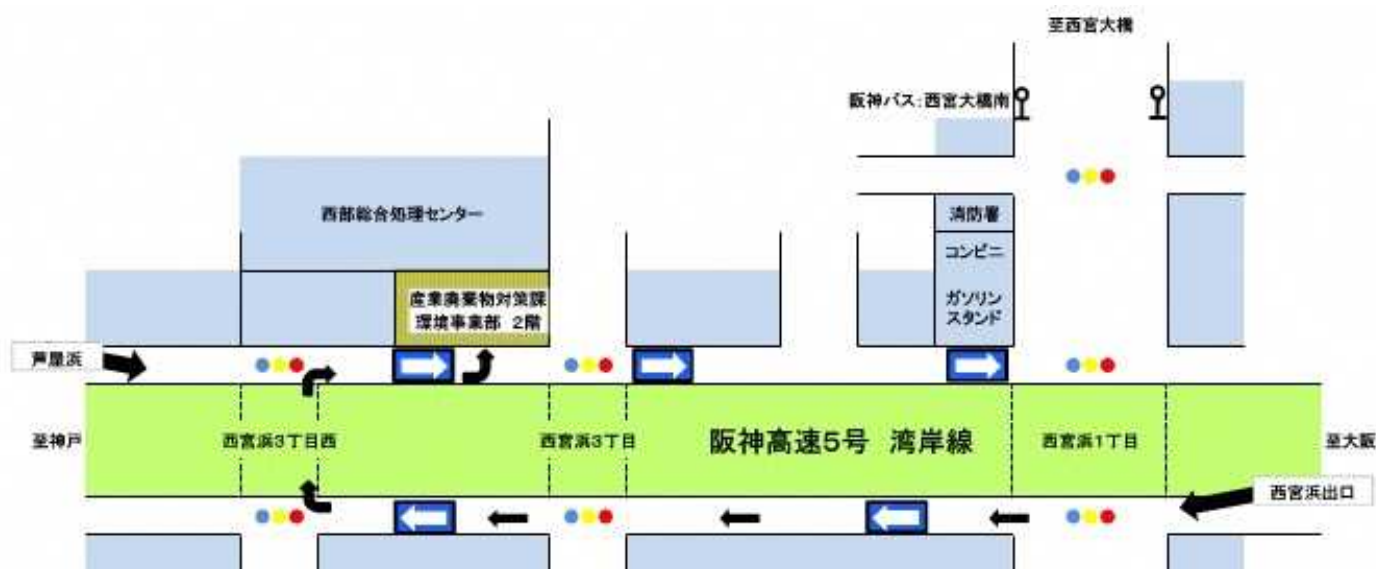 至西宮大橋
阪神バス:西宮大橋南
西部総合処理センター
消防署
コンビニ
産業廃棄物対策課
環境事業部 2階
ガソリン
スタンド
芦屋浜
至神戸
西宮浜3丁目西
西宮浜3丁目
阪神高速5号 湾岸線
西宮浜1丁目
至大阪
西宮浜出口